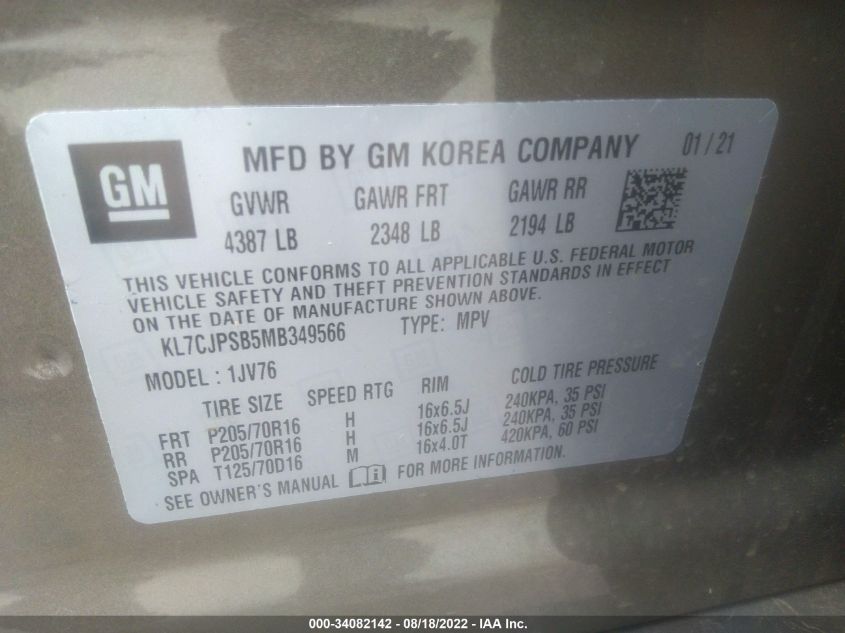 GM
MFD BY GM KOREA COMPANY 01/21
GVWR GAWR FRT GAWR RR
4387 LB 2348 LB 2194 LB
THIS VEHICLE CONFORMS TO ALL APPLICABLE U.S. FEDERAL MOTOR
VEHICLE SAFETY AND THEFT PREVENTION STANDARDS IN EFFECT
ON THE DATE OF MANUFACTURE SHOWN ABOVE.
KL7CJPSB5MB349566 TYPE: MPV
MODEL: 1JV76
TIRE SIZE SPEED RTG RIM COLD TIRE PRESSURE
FRT P205/70R16 H 16x6.5J 240KPA, 35 PSI
RR P205/70R16 H 16x6.5J 240KPA, 35 PSI
SPA T125/70D16 M 16x4.0T 420KPA, 60 PSI
SEE OWNER'S MANUAL FOR MORE INFORMATION.
000-34082142 - 08/18/2022 - IAA Inc.